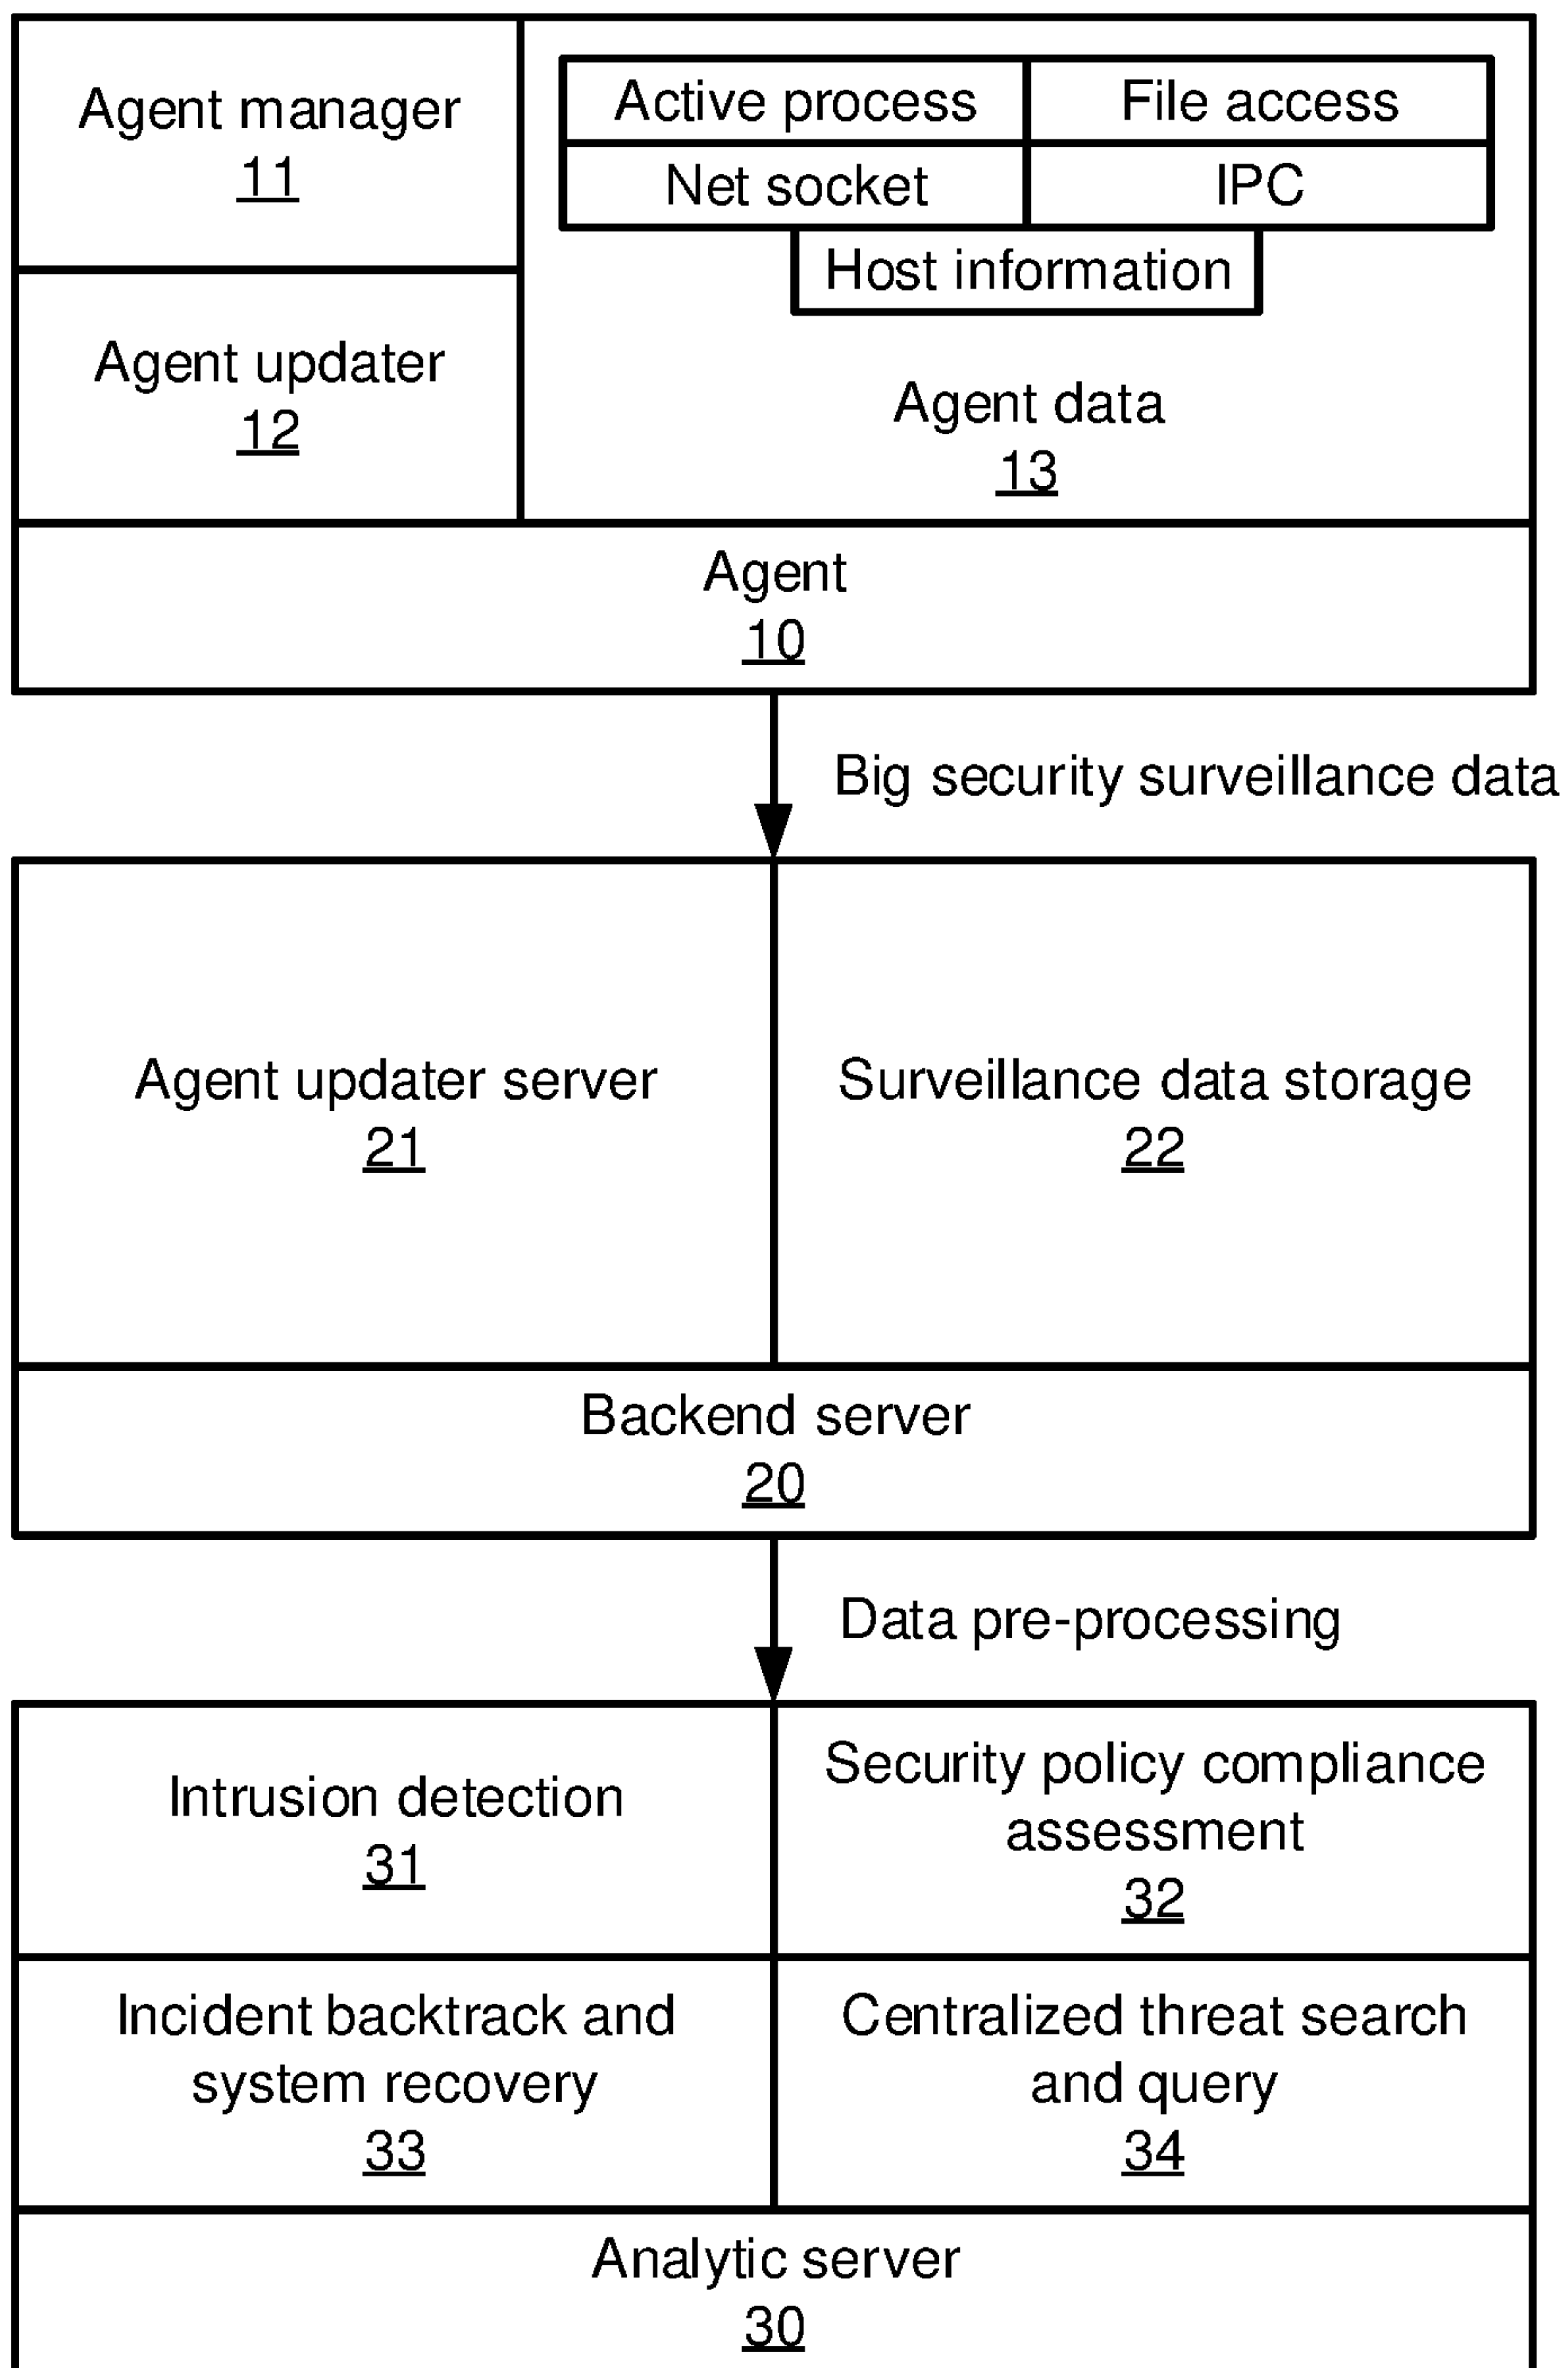 Agent manager
11
Agent updater
12
Active process
File access
Net socket
IPC
Host information
Agent data
13
Agent
10
Big security surveillance data
Agent updater server
21
Surveillance data storage
22
Backend server
20
Data pre-processing
Intrusion detection
31
Security policy compliance
assessment
32
Incident backtrack and
system recovery
33
Centralized threat search
and query
34
Analytic server
30